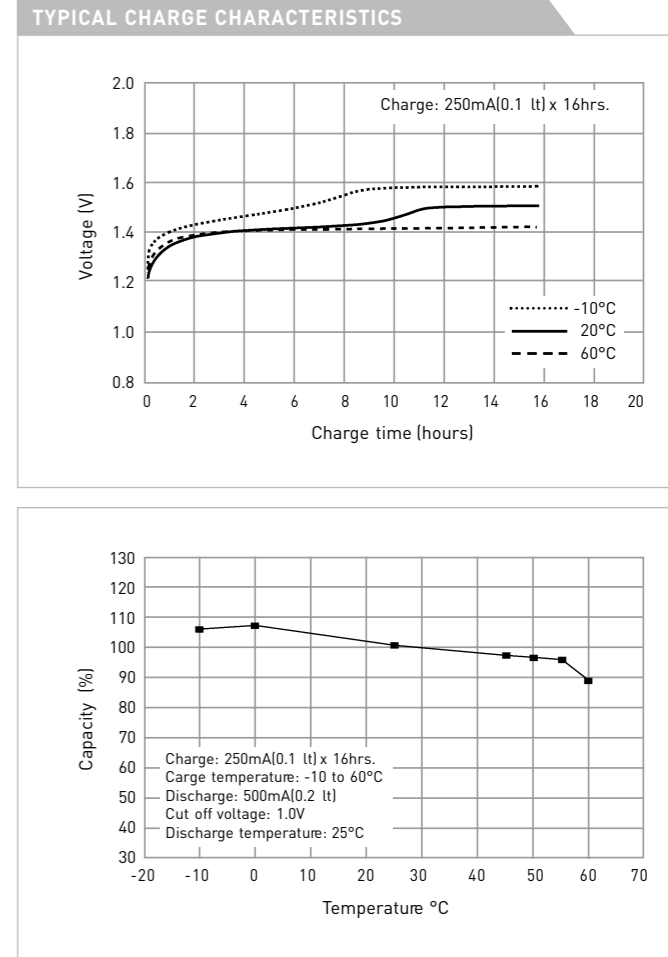 TYPICAL CHARGE CHARACTERISTICS
2.0
1.8
1.6
1.4
1.2
1.0
0.8
Voltage (V)
Charge: 250mA(0.1 lt) x 16hrs.
-10°C
20°C
60°C
0 2 4 6 8 10 12 14 16 18 20
Charge time (hours)
130
120
110
100
90
80
70
60
50
40
30
Capacity (%)
Charge: 250mA(0.1 lt) x 16hrs.
Carge temperature: -10 to 60°C
Discharge: 500mA(0.2 lt)
Cut off voltage: 1.0V
Discharge temperature: 25°C
-20 -10 0 10 20 30 40 50 60 70
Temperature °C